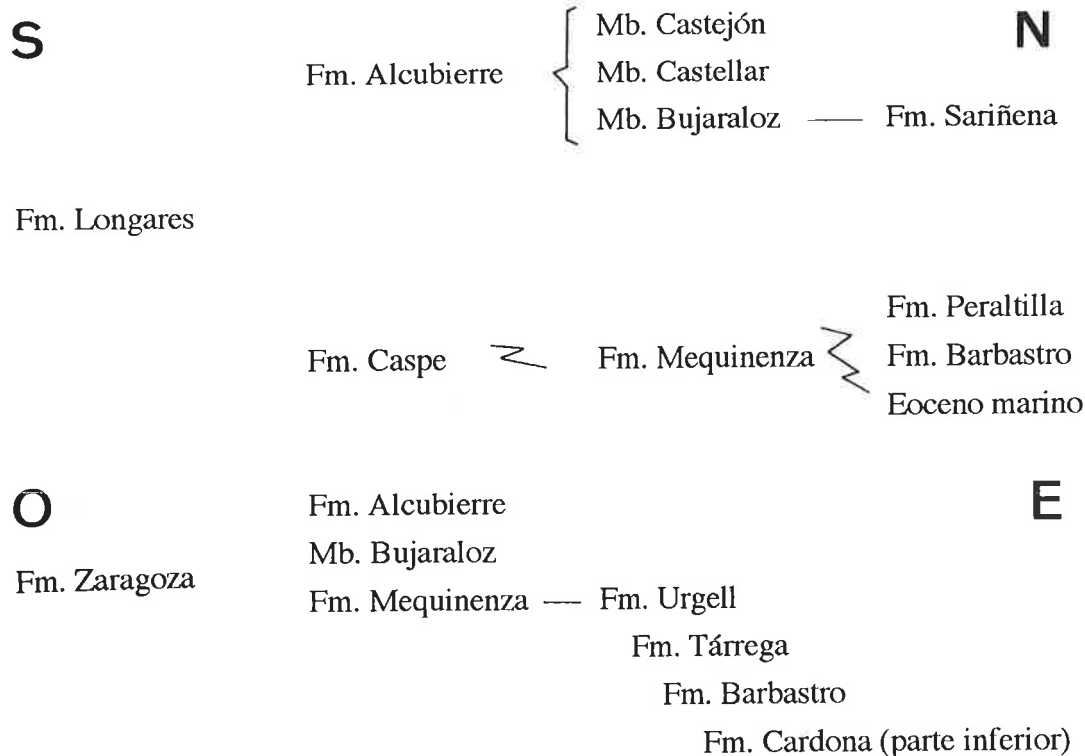 S N
Mb. Castejón
Fm. Alcubierre Mb. Castellar
Mb. Bujaraloz — Fm. Sariñena
Fm. Longares
Fm. Peraltilla
Fm. Caspe Fm. Mequinenza Fm. Barbastro
Eoceno marino
O E
Fm. Alcubierre
Mb. Bujaraloz
Fm. Zaragoza
Fm. Mequinenza — Fm. Urgell
Fm. Tárrega
Fm. Barbastro
Fm. Cardona (parte inferior)